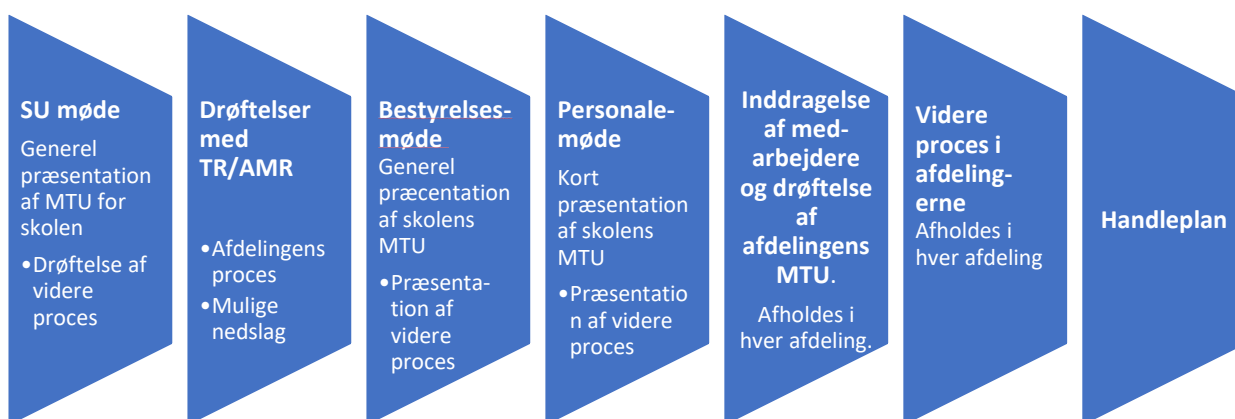 SU møde
Generel
præsentation
af MTU for
skolen
•Drøftelse af
videre
proces
Drøftelser
med
TR/AMR
•Afdelingens
proces
•Mulige
nedslag
Bestyrelses-
møde
Generel
præcentation
af skolens
MTU
•Præsenta-
tion af
videre
proces
Personale-
møde
Kort
præsentation
af skolens
MTU
•Præsentatio
n af videre
proces
Inddragelse
af med-
arbejdere
og drøftelse
af
afdelingens
MTU.
Afholdes i
hver afdeling.
Videre
proces i
afdeling-
erne
Afholdes i
hver afdeling
Handleplan